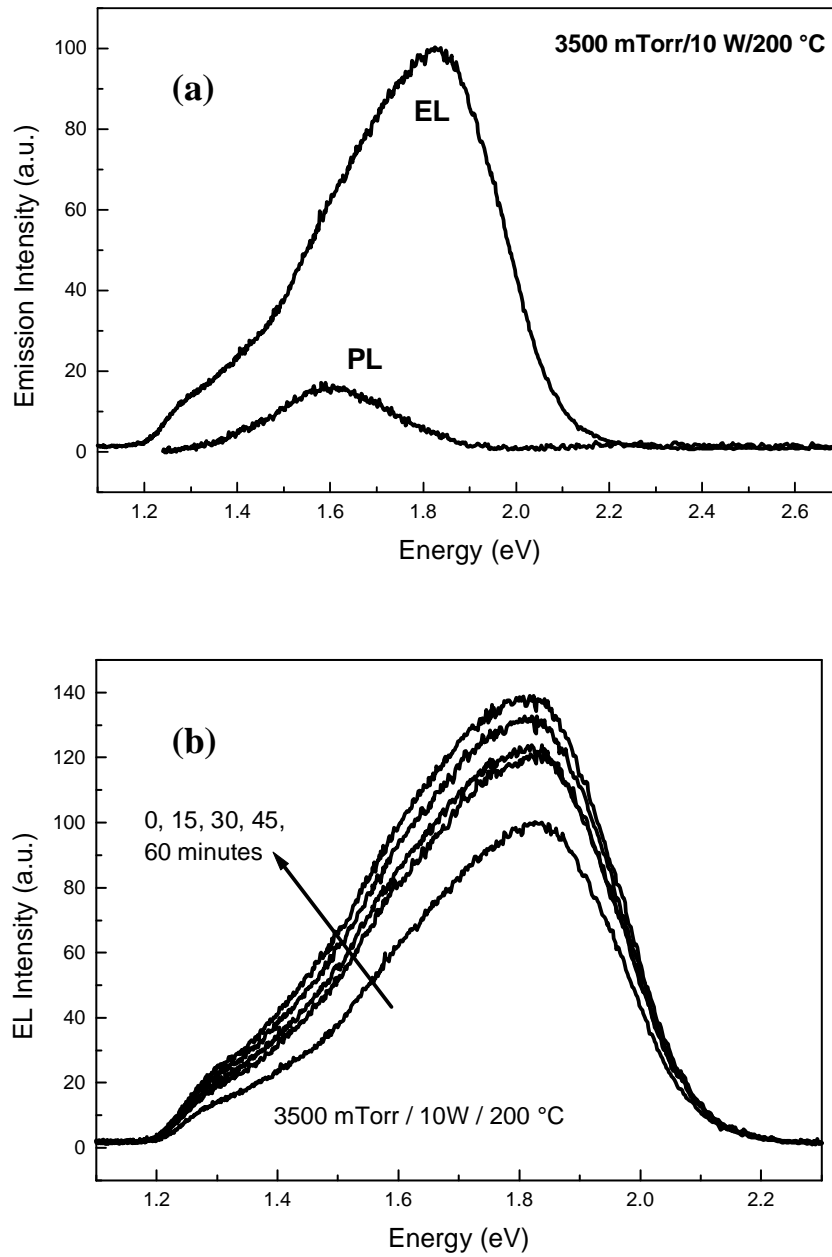 3500 mTorr/10 W/200 °C
(a)
EL
PL
Emission Intensity (a.u.)
100
80
60
40
20
0
1.2 1.4 1.6 1.8 2.0 2.2 2.4 2.6
Energy (eV)
(b)
0, 15, 30, 45,
60 minutes
3500 mTorr / 10W / 200 °C
EL Intensity (a.u.)
140
120
100
80
60
40
20
0
1.2 1.4 1.6 1.8 2.0 2.2
Energy (eV)